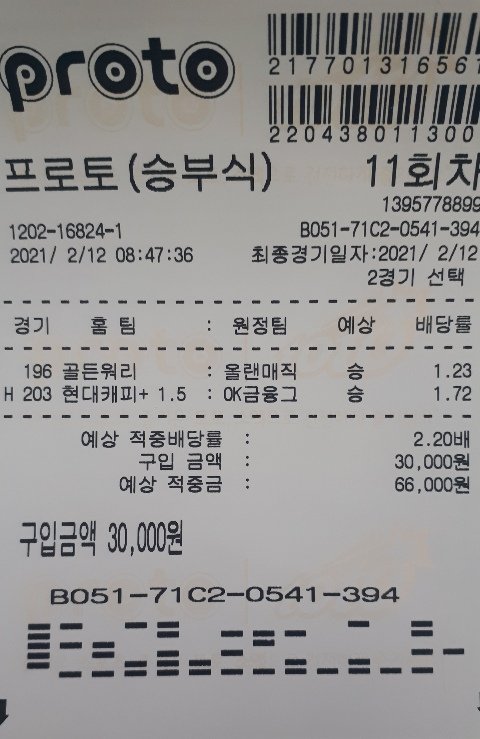 proto
217701316561
220438011300
프로토(승부식) 11회차
1395778899
1202-16824-1 B051-71C2-0541-394
2021/ 2/12 08:47:36 최종경기일자:2021/ 2/12
2경기 선택
경기 홈 팀 : 원정팀 예상 배당률
196 골든워리 : 올랜매직 승 1.23
H 203 현대캐피+ 1.5 : OK금융그 승 1.72
예상 적중배당률 : 2.20배
구입 금액 : 30,000원
예상 적중금 : 66,000원
구입금액 30,000원
B051-71C2-0541-394